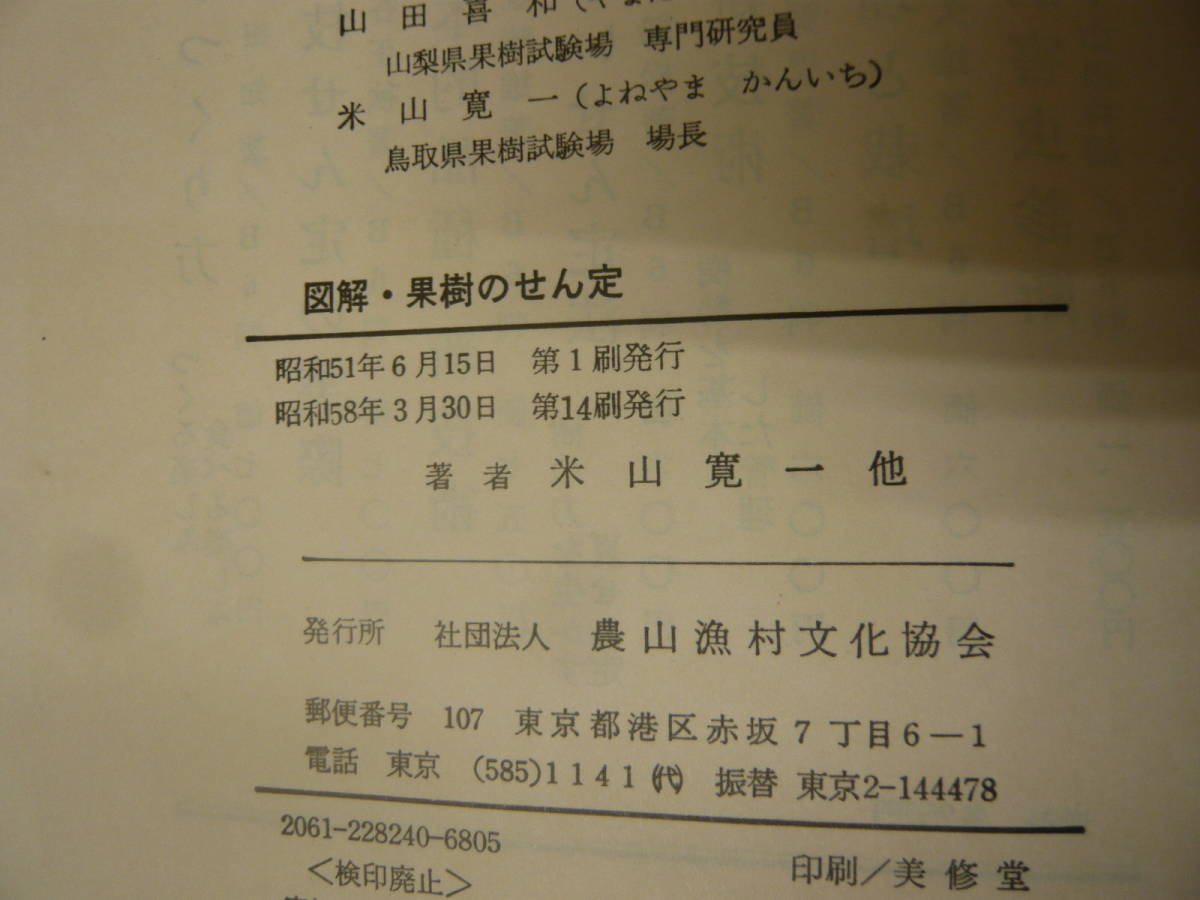 山田喜和(やまだ
山梨県果樹試験場 専門研究員
米山寛一(よねやま かんいち)
鳥取県果樹試験場 場長
図解・果樹のせん定
昭和51年6月15日 第1刷発行
昭和58年3月30日 第14刷発行
著者 米山寛一他
発行所 社団法人 農山漁村文化協会
郵便番号 107 東京都港区赤坂7丁目6―1
電話 東京 (585)1141(代) 振替 東京2-144478
2061-228240-6805
<検印廃止>
印刷/美修堂